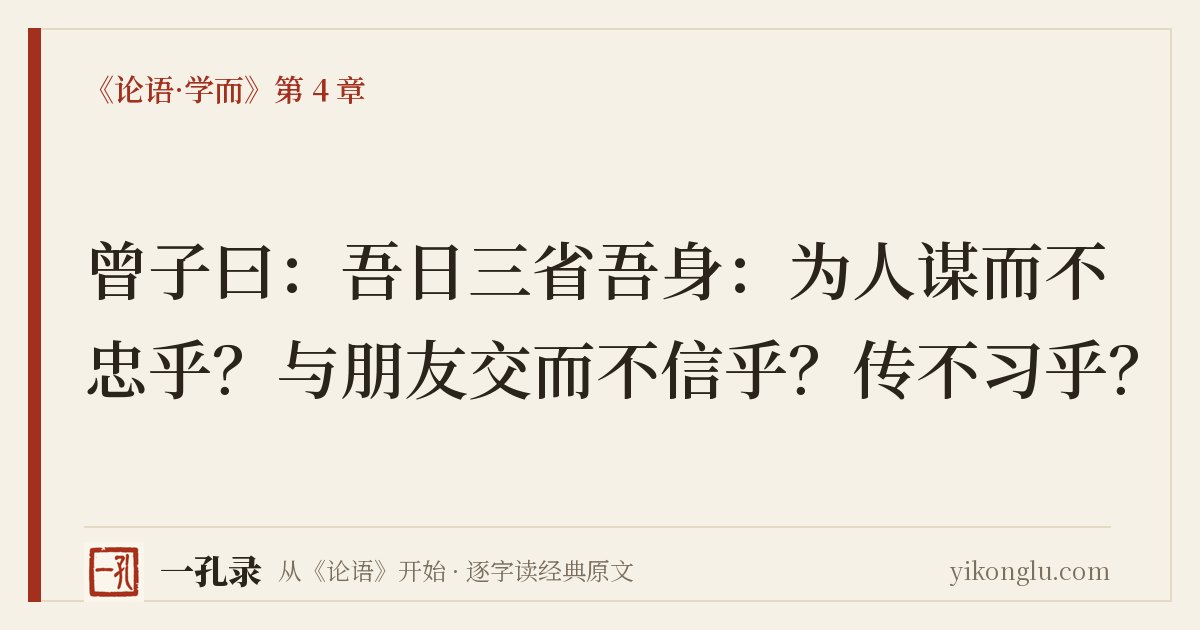 《论语·学而》第 4 章
曾子曰：吾日三省吾身：为人谋而不
忠乎？与朋友交而不信乎？传不习乎？
一孔
一孔录 从《论语》开始 · 逐字读经典原文 yikonglu.com